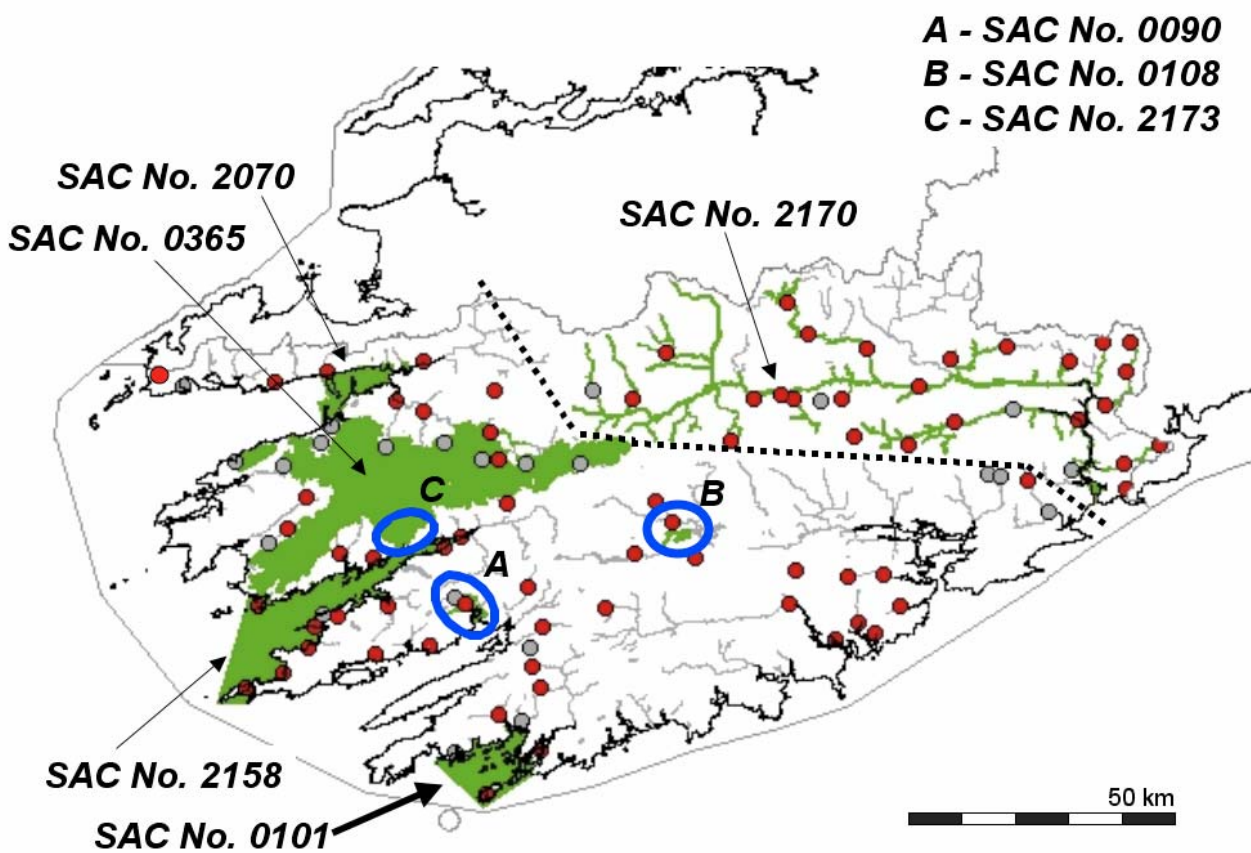 A - SAC No. 0090
B - SAC No. 0108
C - SAC No. 2173
SAC No. 2070
SAC No. 0365
SAC No. 2170
C
B
A
SAC No. 2158
SAC No. 0101
50 km